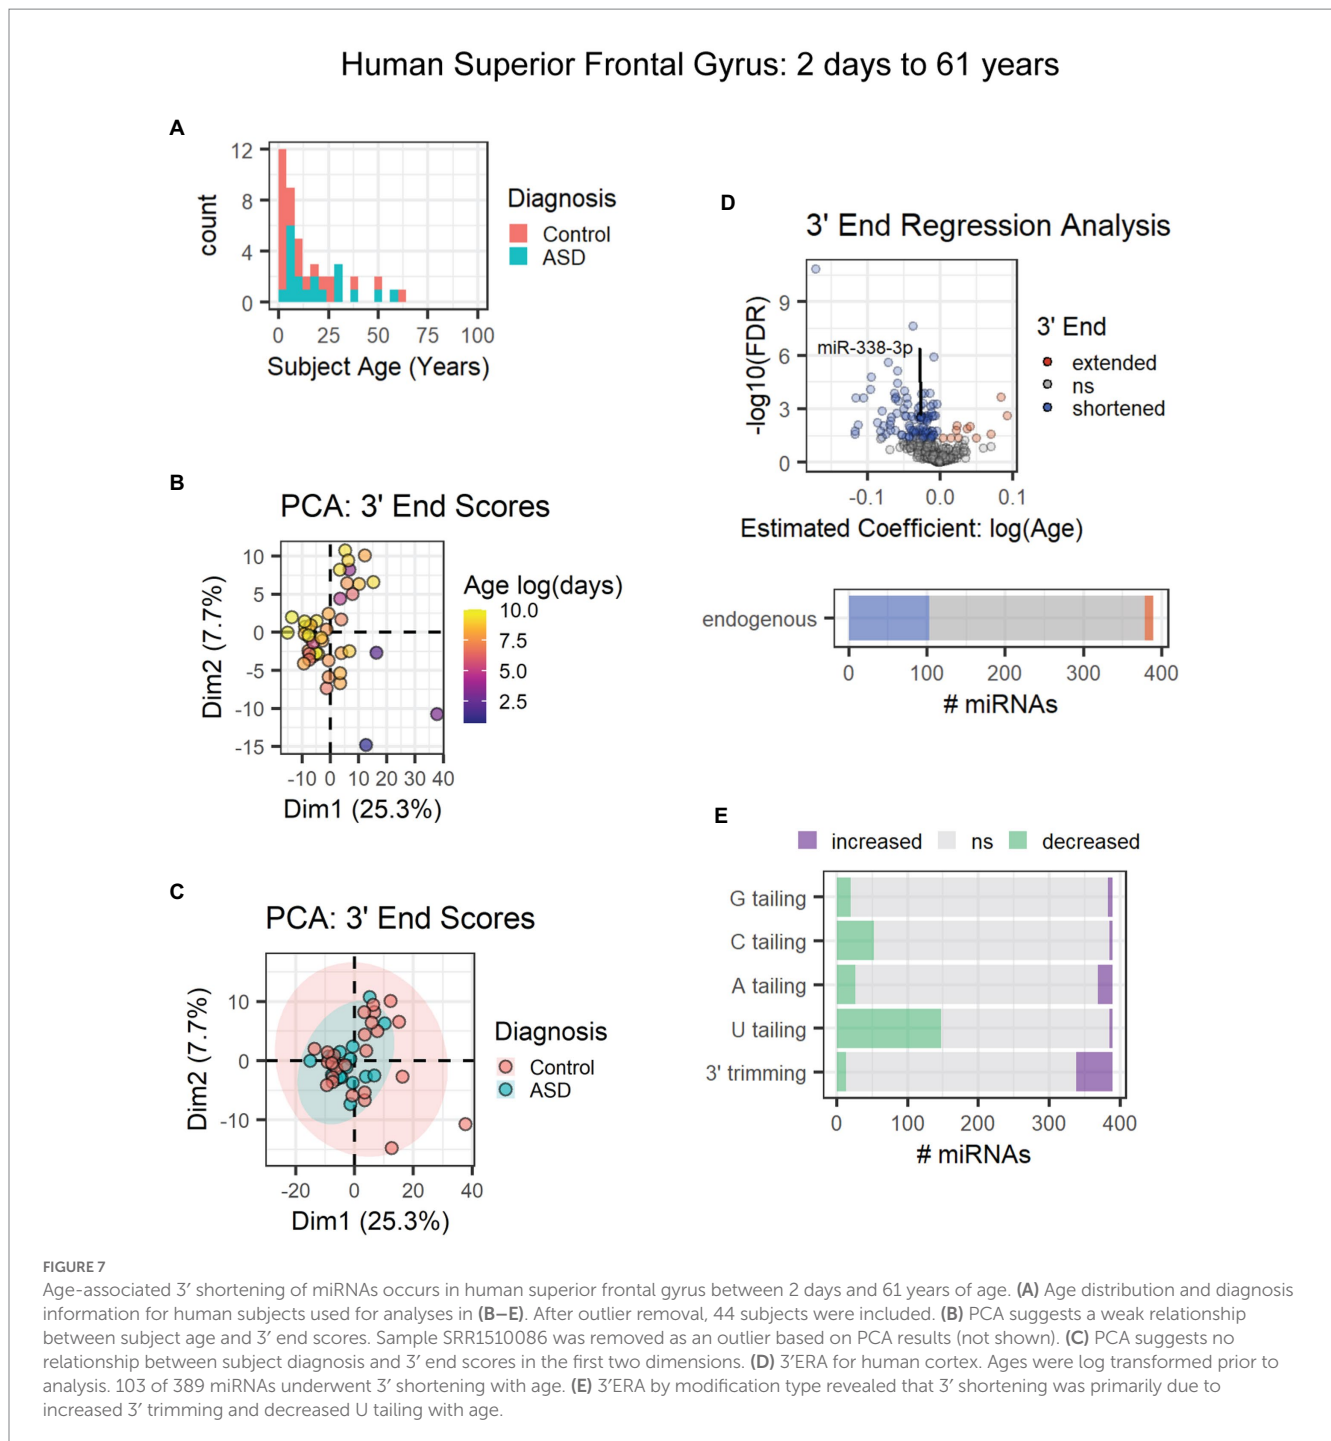 Human Superior Frontal Gyrus: 2 days to 61 years
A
12
8
4
0
count
0 25 50 75 100
Subject Age (Years)
Diagnosis
Control
ASD
B
PCA: 3' End Scores
10
5
0
-5
-10
-15
Dim2 (7.7%)
-10 0 10 20 30 40
Dim1 (25.3%)
Age log(days)
10.0
7.5
5.0
2.5
C
PCA: 3' End Scores
10
0
-10
Dim2 (7.7%)
-20 0 20 40
Dim1 (25.3%)
Diagnosis
Control
ASD
D
3' End Regression Analysis
9
6
3
0
-log10(FDR)
miR-338-3p
-0.1 0.0 0.1
Estimated Coefficient: log(Age)
3' End
extended
ns
shortened
endogenous
0 100 200 300 400
# miRNAs
E
increased ns decreased
G tailing
C tailing
A tailing
U tailing
3' trimming
0 100 200 300 400
# miRNAs
FIGURE 7
Age-associated 3′ shortening of miRNAs occurs in human superior frontal gyrus between 2 days and 61 years of age. (A) Age distribution and diagnosis
information for human subjects used for analyses in (B–E). After outlier removal, 44 subjects were included. (B) PCA suggests a weak relationship
between subject age and 3′ end scores. Sample SRR1510086 was removed as an outlier based on PCA results (not shown). (C) PCA suggests no
relationship between subject diagnosis and 3′ end scores in the first two dimensions. (D) 3′ERA for human cortex. Ages were log transformed prior to
analysis. 103 of 389 miRNAs underwent 3′ shortening with age. (E) 3′ERA by modification type revealed that 3′ shortening was primarily due to
increased 3′ trimming and decreased U tailing with age.